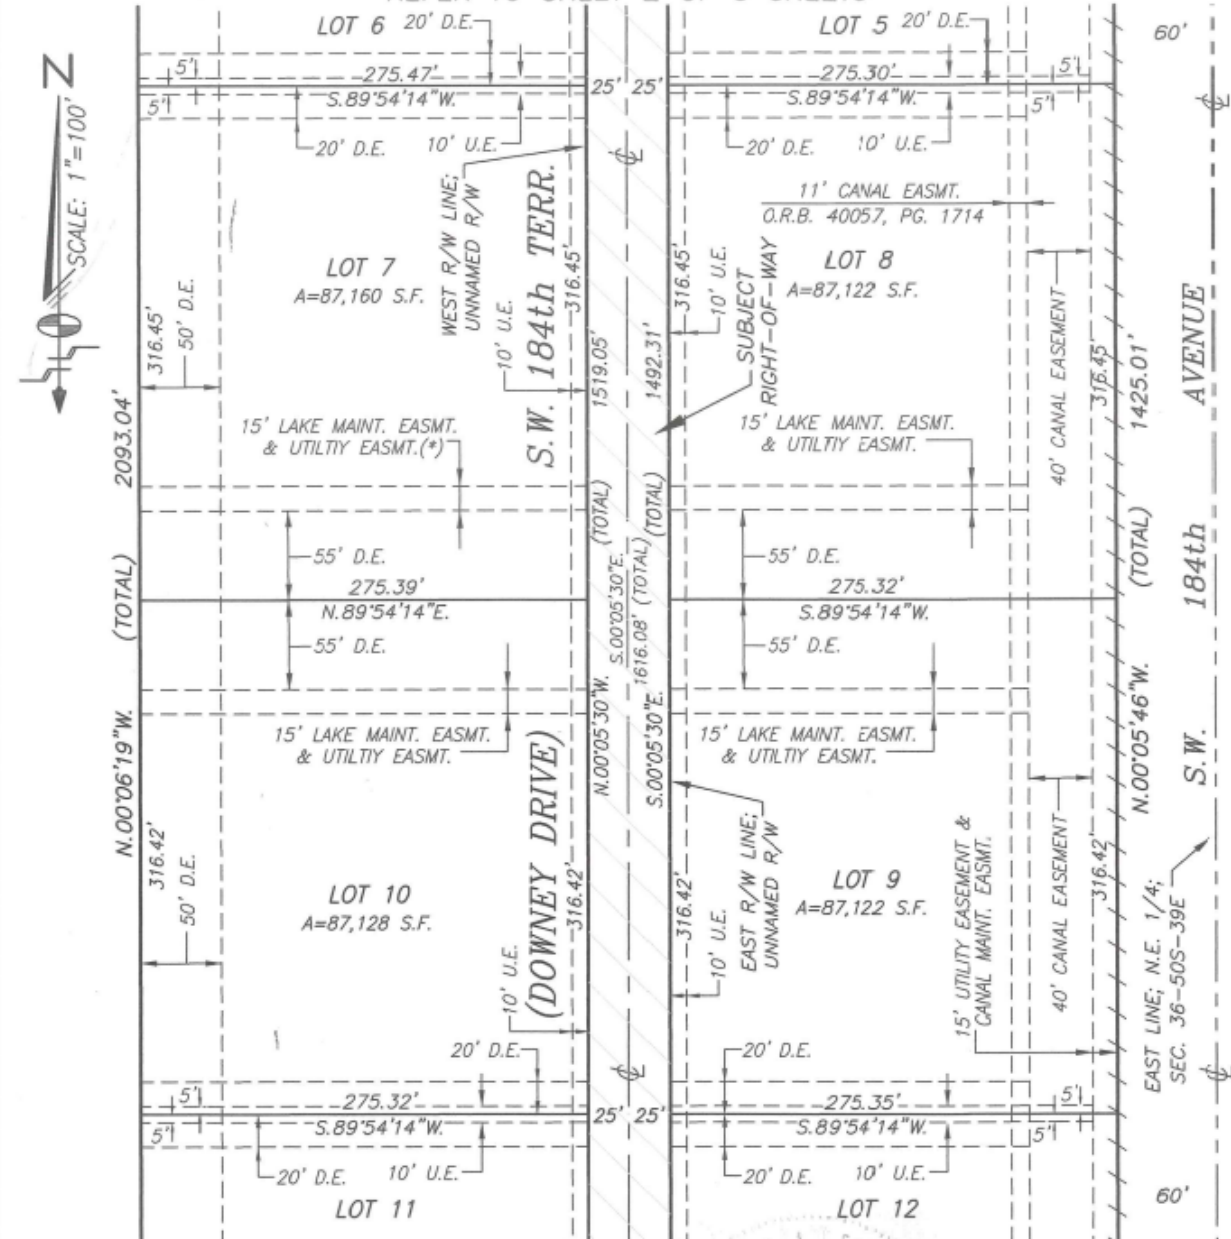 LOT 6 20' D.E.
LOT 5 20' D.E.
60'
5'
275.47'
25' 25'
275.30'
5'
5'
S.89°54'14"W.
S.89°54'14"W.
5'
20' D.E.
10' U.E.
20' D.E.
10' U.E.
Z
SCALE: 1"=100'
WEST R/W LINE;
UNNAMED R/W
S.W. 184th TERR.
11' CANAL EASMT.
O.R.B. 40057, PG. 1714
LOT 7
A=87,160 S.F.
LOT 8
A=87,122 S.F.
316.45'
50' D.E.
10' U.E.
316.45'
1519.05'
1492.31'
316.45'
10' U.E.
SUBJECT
RIGHT-OF-WAY
40' CANAL EASEMENT
316.45'
1425.01'
AVENUE
2093.04'
15' LAKE MAINT. EASMT.
& UTILTIY EASMT.(*)
15' LAKE MAINT. EASMT.
& UTILTIY EASMT.
(TOTAL)
(TOTAL)
(TOTAL)
(TOTAL)
184th
55' D.E.
55' D.E.
275.39'
275.32'
N.89°54'14"E.
S.89°54'14"W.
S.00°05'30"E.
1616.08' (TOTAL)
55' D.E.
55' D.E.
N.00°06'19"W.
N.00°05'30"W.
S.00°05'30"E.
N.00°05'46"W.
S.W.
15' LAKE MAINT. EASMT.
& UTILTIY EASMT.
15' LAKE MAINT. EASMT.
& UTILTIY EASMT.
(DOWNEY DRIVE)
316.42'
50' D.E.
LOT 10
A=87,128 S.F.
316.42'
10' U.E.
316.42'
10' U.E.
EAST R/W LINE;
UNNAMED R/W
LOT 9
A=87,122 S.F.
15' UTILITY EASEMENT &
CANAL MAINT. EASMT.
40' CANAL EASEMENT
316.42'
EAST LINE; N.E. 1/4;
SEC. 36-50S-39E
20' D.E.
20' D.E.
5'
275.32'
25' 25'
275.35'
5'
5'
S.89°54'14"W.
S.89°54'14"W.
5'
20' D.E.
10' U.E.
20' D.E.
10' U.E.
LOT 11
LOT 12
60'